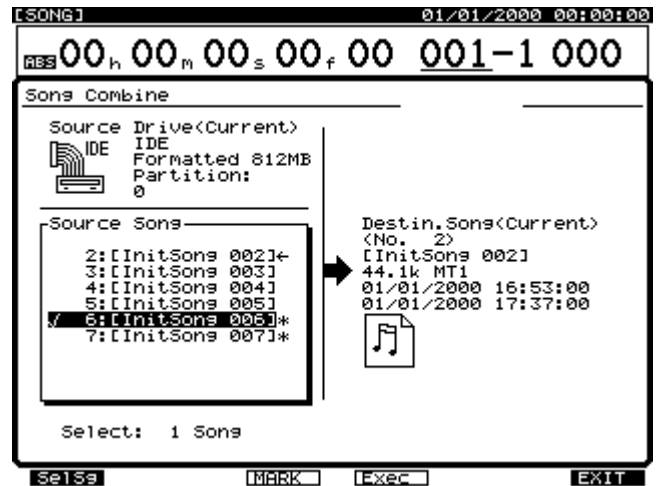 [SONG] 01/01/2000 00:00:00
ABS 00h 00m 00s 00f 00 001-1 000
Song Combine
Source Drive(Current)
IDE
IDE
Formatted 812MB
Partition:
0
Source Song
2:[InitSong 002]←
3:[InitSong 003]
4:[InitSong 004]
5:[InitSong 005]
✓ 6:[InitSong 006]*
7:[InitSong 007]*
Select: 1 Song
Destin.Song(Current)
(No. 2)
[InitSong 002]
44.1k MT1
01/01/2000 16:53:00
01/01/2000 17:37:00
SelSg MARK Exec EXIT